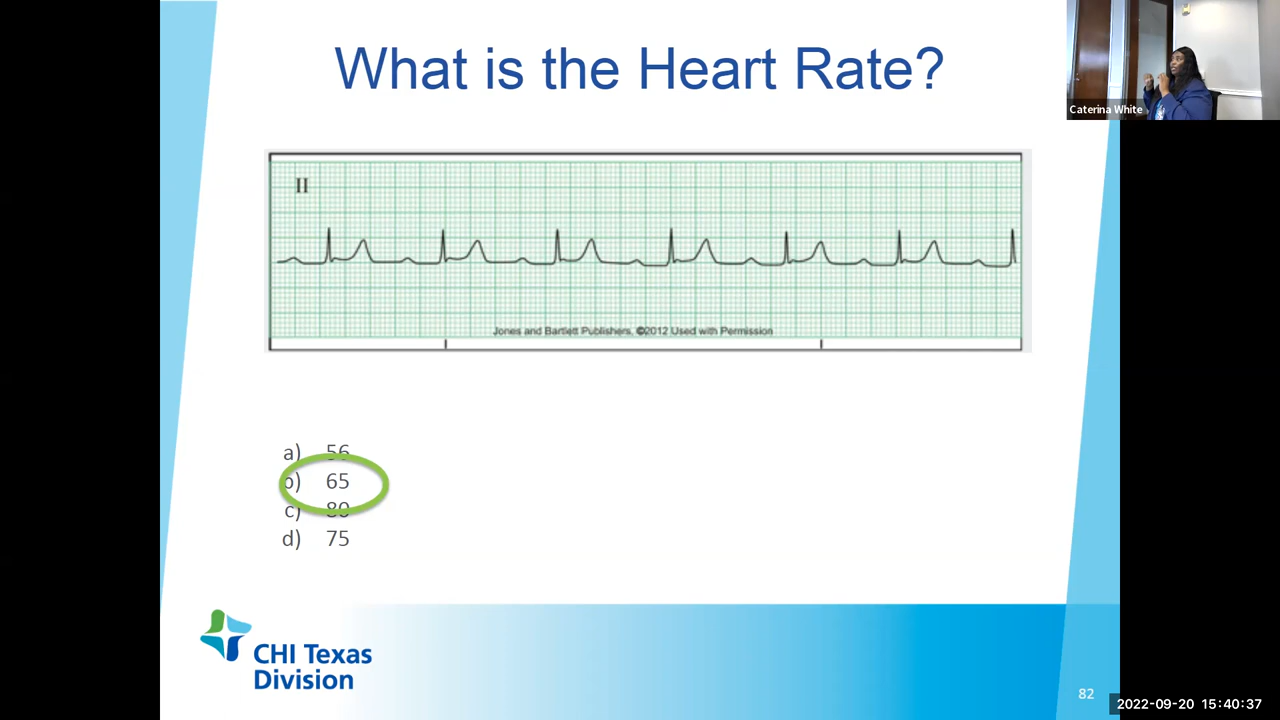 What is the Heart Rate?
Caterina White
II
Jones and Bartlett Publishers, ©2012 Used with Permission
a) 56
b) 65
c) 80
d) 75
CHI Texas
Division
82
2022-09-20 15:40:37